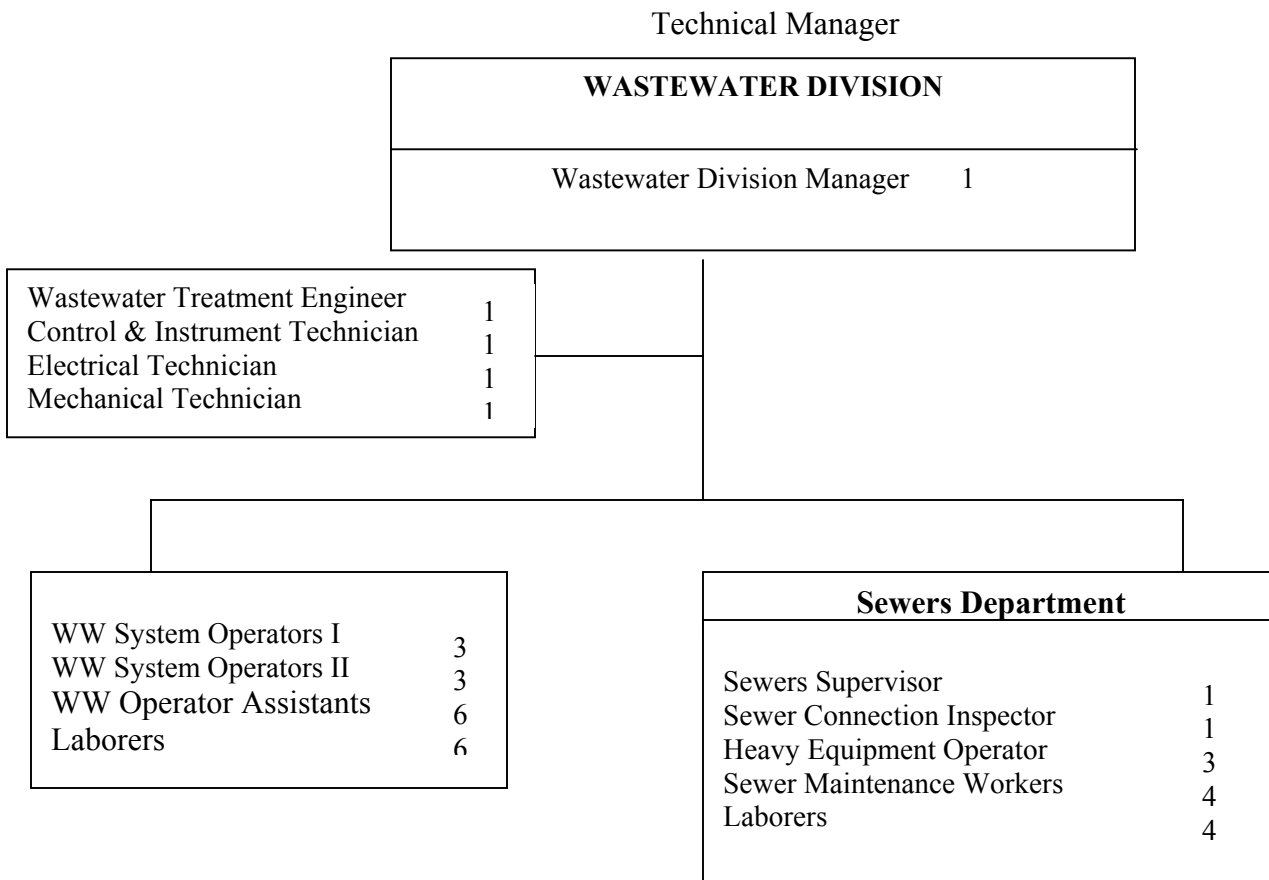 Technical Manager
WASTEWATER DIVISION
Wastewater Division Manager 1
Wastewater Treatment Engineer 1
Control & Instrument Technician 1
Electrical Technician 1
Mechanical Technician 1
WW System Operators I 3
WW System Operators II 3
WW Operator Assistants 6
Laborers 6
Sewers Department
Sewers Supervisor 1
Sewer Connection Inspector 1
Heavy Equipment Operator 3
Sewer Maintenance Workers 4
Laborers 4